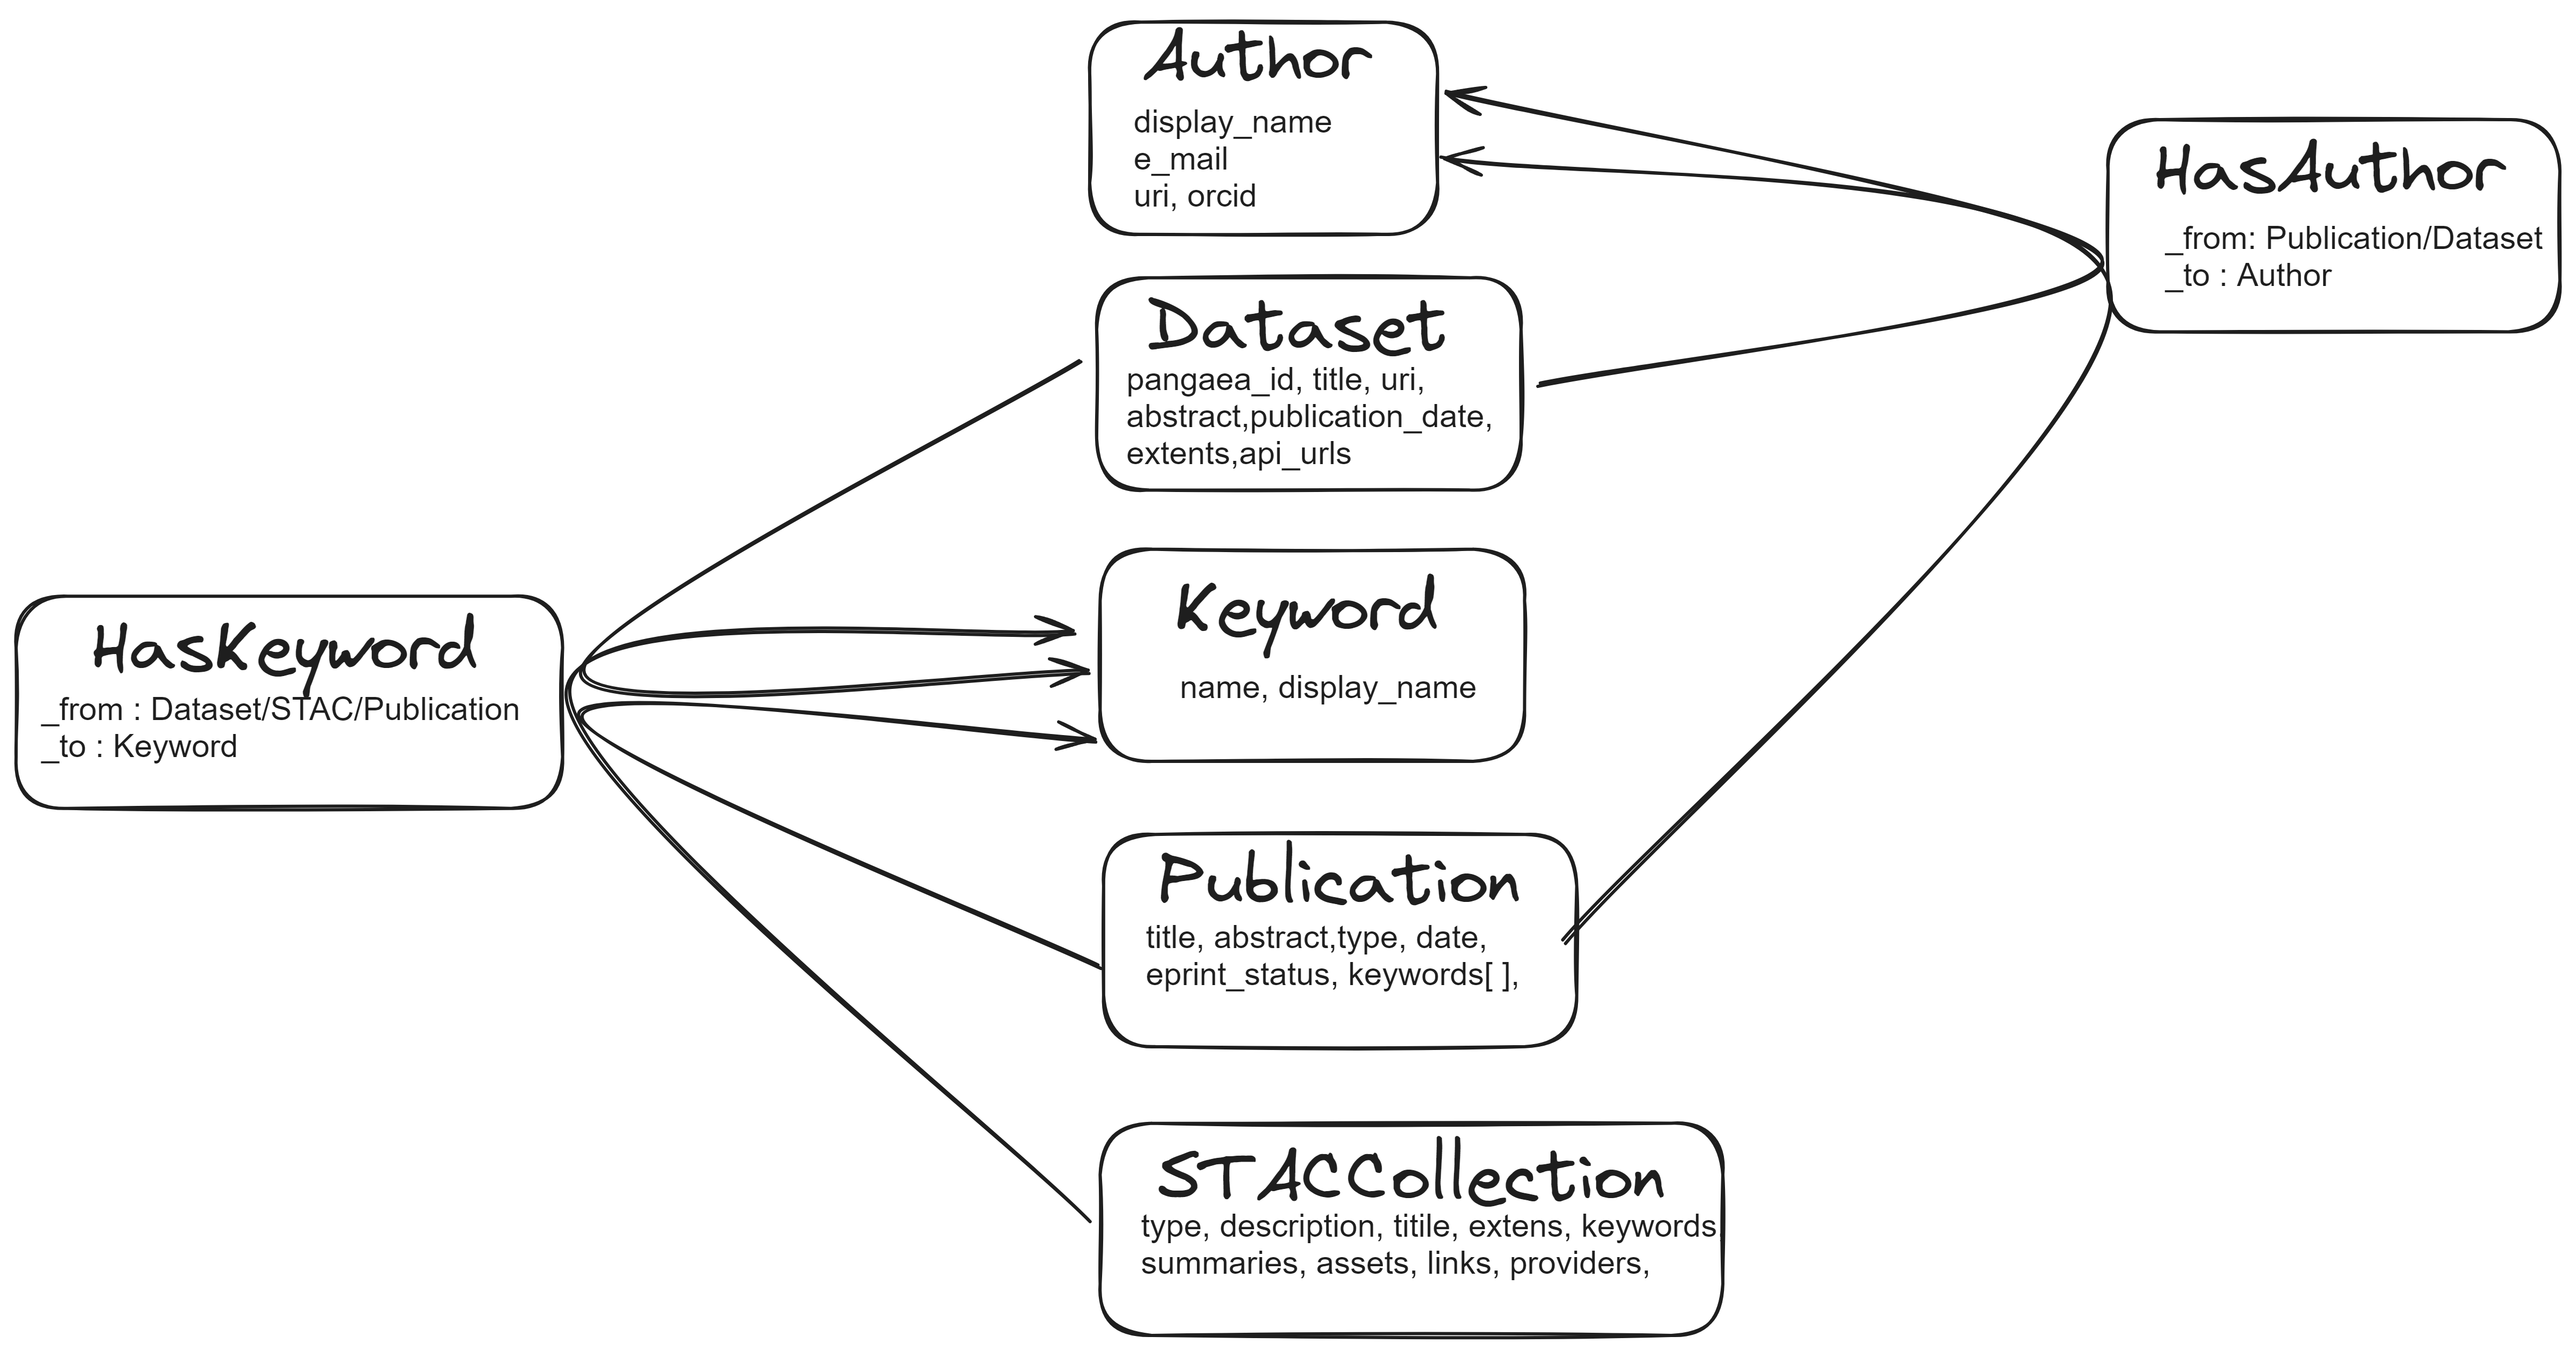 Author
display_name
e_mail
uri, orcid
HasAuthor
_from: Publication/Dataset
_to : Author
Dataset
pangaea_id, title, uri,
abstract,publication_date,
extents,api_urls
Keyword
name, display_name
HasKeyword
_from : Dataset/STAC/Publication
_to : Keyword
Publication
title, abstract,type, date,
eprint_status, keywords[ ],
STACCollection
type, description, titile, extens, keywords,
summaries, assets, links, providers,